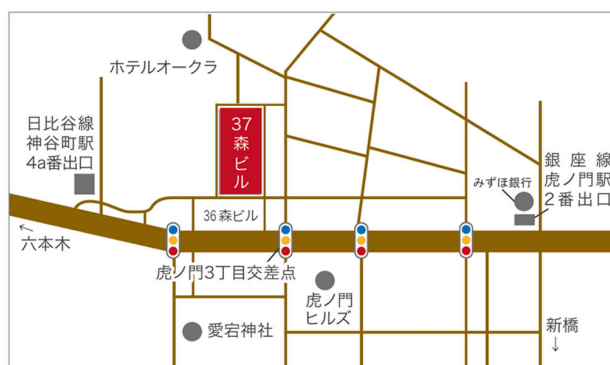 ホテルオークラ
日比谷線
神谷町駅
4a番出口
37
森
ビ
ル
銀座線
虎ノ門駅
2番出口
みずほ銀行
36森ビル
←
六本木
虎ノ門3丁目交差点
虎ノ門
ヒルズ
愛宕神社
新橋
↓